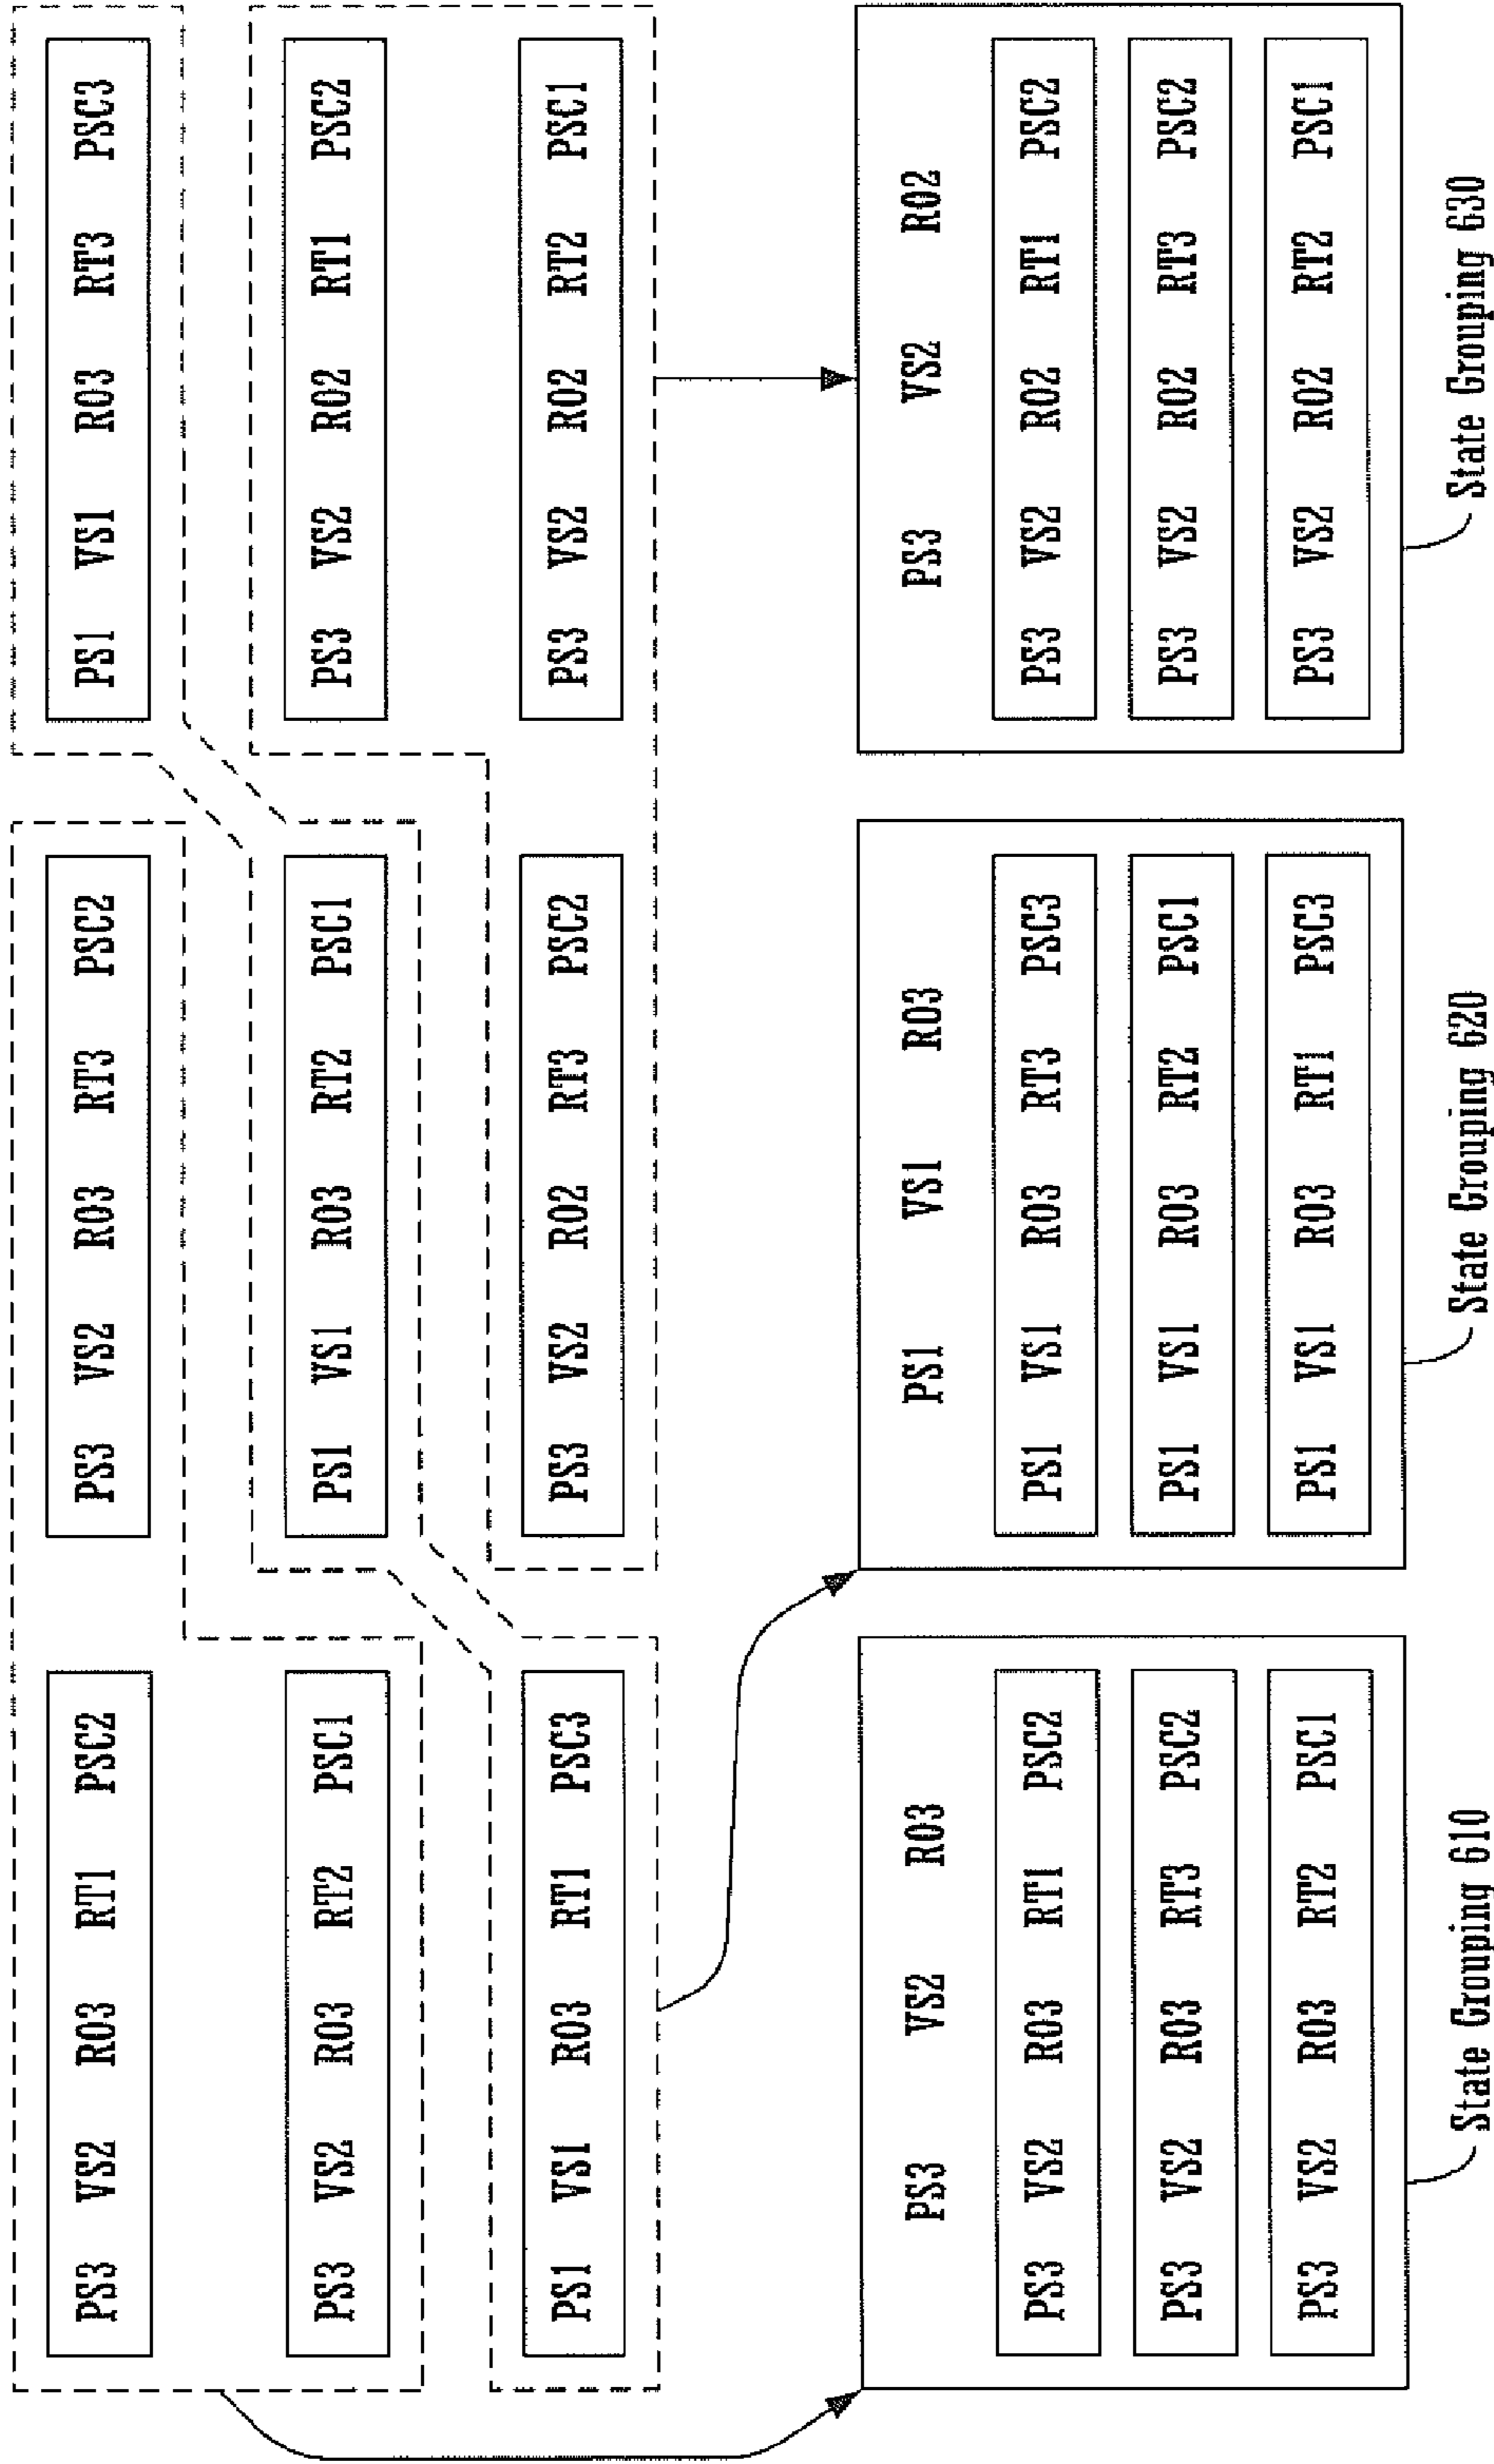 PS3 VS2 RO3 RT1 PSC2
PS3 VS2 RO3 RT3 PSC2
PS1 VS1 RO3 RT3 PSC3
PS3 VS2 RO3 RT2 PSC1
PS1 VS1 RO3 RT2 PSC1
PS3 VS2 RO2 RT1 PSC2
PS1 VS1 RO3 RT1 PSC3
PS3 VS2 RO2 RT3 PSC2
PS3 VS2 RO2 RT2 PSC1
PS3 VS2 RO3
PS3 VS2 RO3 RT1 PSC2
PS3 VS2 RO3 RT3 PSC2
PS3 VS2 RO3 RT2 PSC1
State Grouping 610
PS1 VS1 RO3
PS1 VS1 RO3 RT3 PSC3
PS1 VS1 RO3 RT2 PSC1
PS1 VS1 RO3 RT1 PSC3
State Grouping 620
PS3 VS2 RO2
PS3 VS2 RO2 RT1 PSC2
PS3 VS2 RO2 RT3 PSC2
PS3 VS2 RO2 RT2 PSC1
State Grouping 630